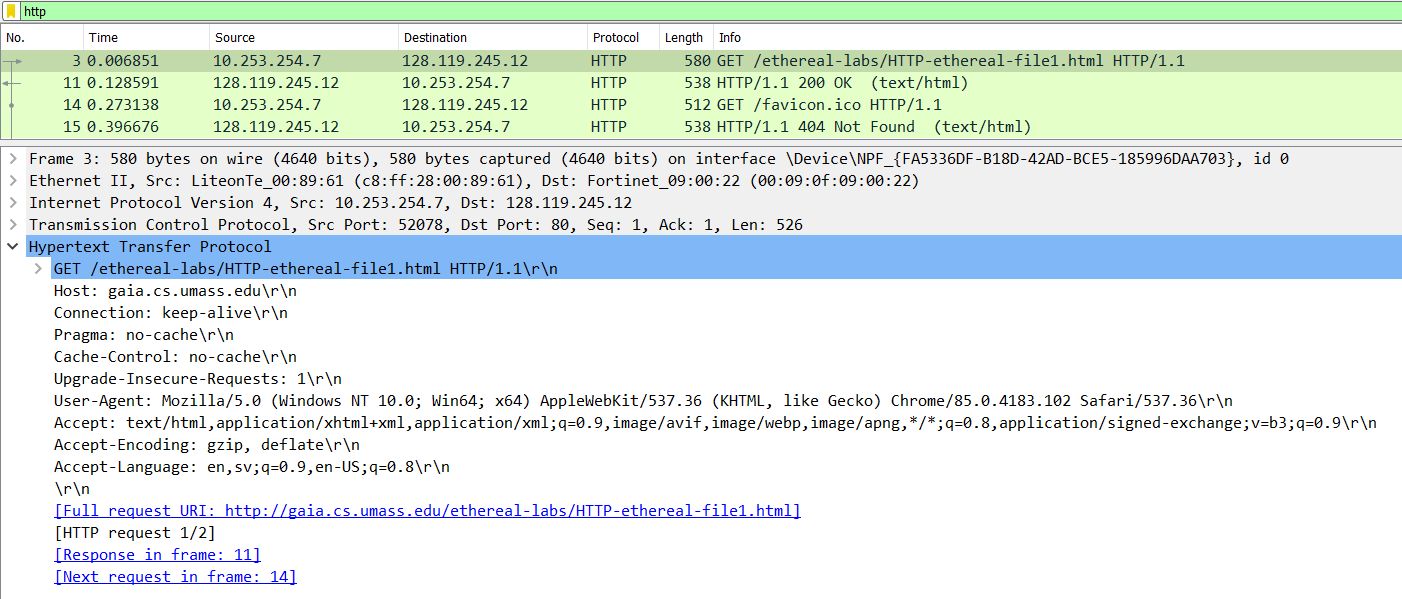 http
No. Time Source Destination Protocol Length Info
3 0.006851 10.253.254.7 128.119.245.12 HTTP 580 GET /ethereal-labs/HTTP-ethereal-file1.html HTTP/1.1
11 0.128591 128.119.245.12 10.253.254.7 HTTP 538 HTTP/1.1 200 OK  (text/html)
14 0.273138 10.253.254.7 128.119.245.12 HTTP 512 GET /favicon.ico HTTP/1.1
15 0.396676 128.119.245.12 10.253.254.7 HTTP 538 HTTP/1.1 404 Not Found  (text/html)
Frame 3: 580 bytes on wire (4640 bits), 580 bytes captured (4640 bits) on interface \Device\NPF_{FA5336DF-B18D-42AD-BCE5-185996DAA703}, id 0
Ethernet II, Src: LiteonTe_00:89:61 (c8:ff:28:00:89:61), Dst: Fortinet_09:00:22 (00:09:0f:09:00:22)
Internet Protocol Version 4, Src: 10.253.254.7, Dst: 128.119.245.12
Transmission Control Protocol, Src Port: 52078, Dst Port: 80, Seq: 1, Ack: 1, Len: 526
Hypertext Transfer Protocol
GET /ethereal-labs/HTTP-ethereal-file1.html HTTP/1.1\r\n
Host: gaia.cs.umass.edu\r\n
Connection: keep-alive\r\n
Pragma: no-cache\r\n
Cache-Control: no-cache\r\n
Upgrade-Insecure-Requests: 1\r\n
User-Agent: Mozilla/5.0 (Windows NT 10.0; Win64; x64) AppleWebKit/537.36 (KHTML, like Gecko) Chrome/85.0.4183.102 Safari/537.36\r\n
Accept: text/html,application/xhtml+xml,application/xml;q=0.9,image/avif,image/webp,image/apng,*/*;q=0.8,application/signed-exchange;v=b3;q=0.9\r\n
Accept-Encoding: gzip, deflate\r\n
Accept-Language: en,sv;q=0.9,en-US;q=0.8\r\n
\r\n
[Full request URI: http://gaia.cs.umass.edu/ethereal-labs/HTTP-ethereal-file1.html]
[HTTP request 1/2]
[Response in frame: 11]
[Next request in frame: 14]